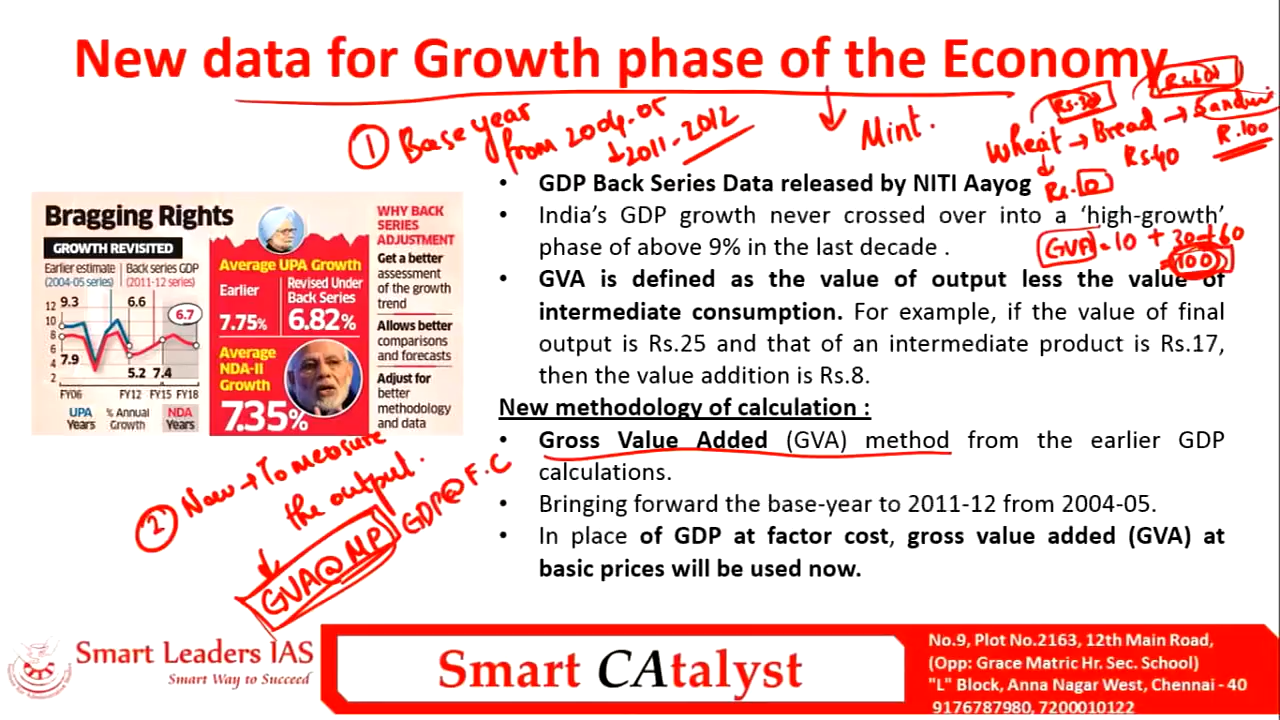 New data for Growth phase of the Economy
① Base year
from 2004-05
↓ 2011-2012
Mint.
Rs.30
Rs.60
Wheat → Bread →
Rs.10
Rs.40
R.100
GVA = 10 + 30 + 60
= 100
Bragging Rights
GROWTH REVISITED
Earlier estimate
(2004-05 series)
Back series GDP
(2011-12 series)
9.3
6.6
6.7
12
10
8
6
4
2
7.9
5.2
7.4
FY06
FY12
FY15
FY18
UPA
Years
% Annual
Growth
NDA
Years
Average UPA Growth
Earlier
7.75%
Revised Under
Back Series
6.82%
Average
NDA-II
Growth
7.35%
WHY BACK
SERIES
ADJUSTMENT
Get a better
assessment
of the growth
trend
Allows better
comparisons
and forecasts
Adjust for
better
methodology
and data
• GDP Back Series Data released by NITI Aayog
• India's GDP growth never crossed over into a 'high-growth'
phase of above 9% in the last decade .
• GVA is defined as the value of output less the value of
intermediate consumption. For example, if the value of final
output is Rs.25 and that of an intermediate product is Rs.17,
then the value addition is Rs.8.
New methodology of calculation :
• Gross Value Added (GVA) method from the earlier GDP
calculations.
• Bringing forward the base-year to 2011-12 from 2004-05.
• In place of GDP at factor cost, gross value added (GVA) at
basic prices will be used now.
② Now → To measure
the output.
GVA@MP
GDP@F.C
Smart Leaders IAS
Smart Way to Succeed
Smart CAtalyst
No.9, Plot No.2163, 12th Main Road,
(Opp: Grace Matric Hr. Sec. School)
"L" Block, Anna Nagar West, Chennai - 40
9176787980, 7200010122